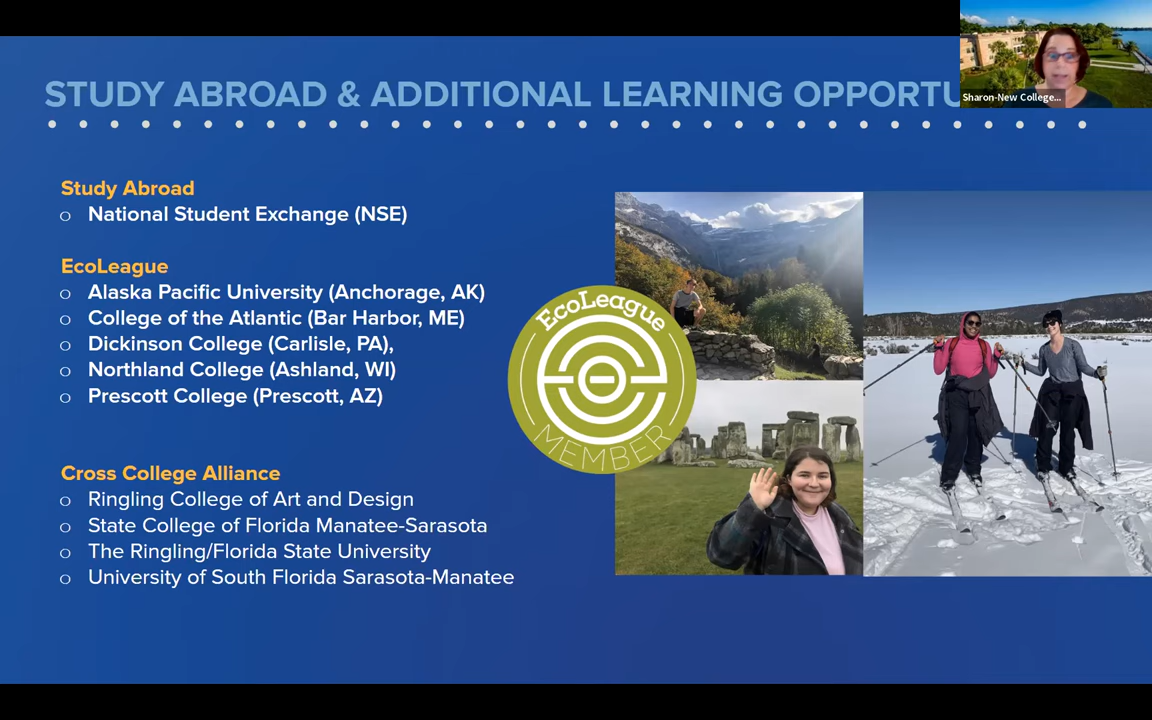 STUDY ABROAD & ADDITIONAL LEARNING OPPORTU
Sharon-New College...
Study Abroad
o National Student Exchange (NSE)
EcoLeague
o Alaska Pacific University (Anchorage, AK)
o College of the Atlantic (Bar Harbor, ME)
o Dickinson College (Carlisle, PA),
o Northland College (Ashland, WI)
o Prescott College (Prescott, AZ)
EcoLeague
MEMBER
Cross College Alliance
o Ringling College of Art and Design
o State College of Florida Manatee-Sarasota
o The Ringling/Florida State University
o University of South Florida Sarasota-Manatee